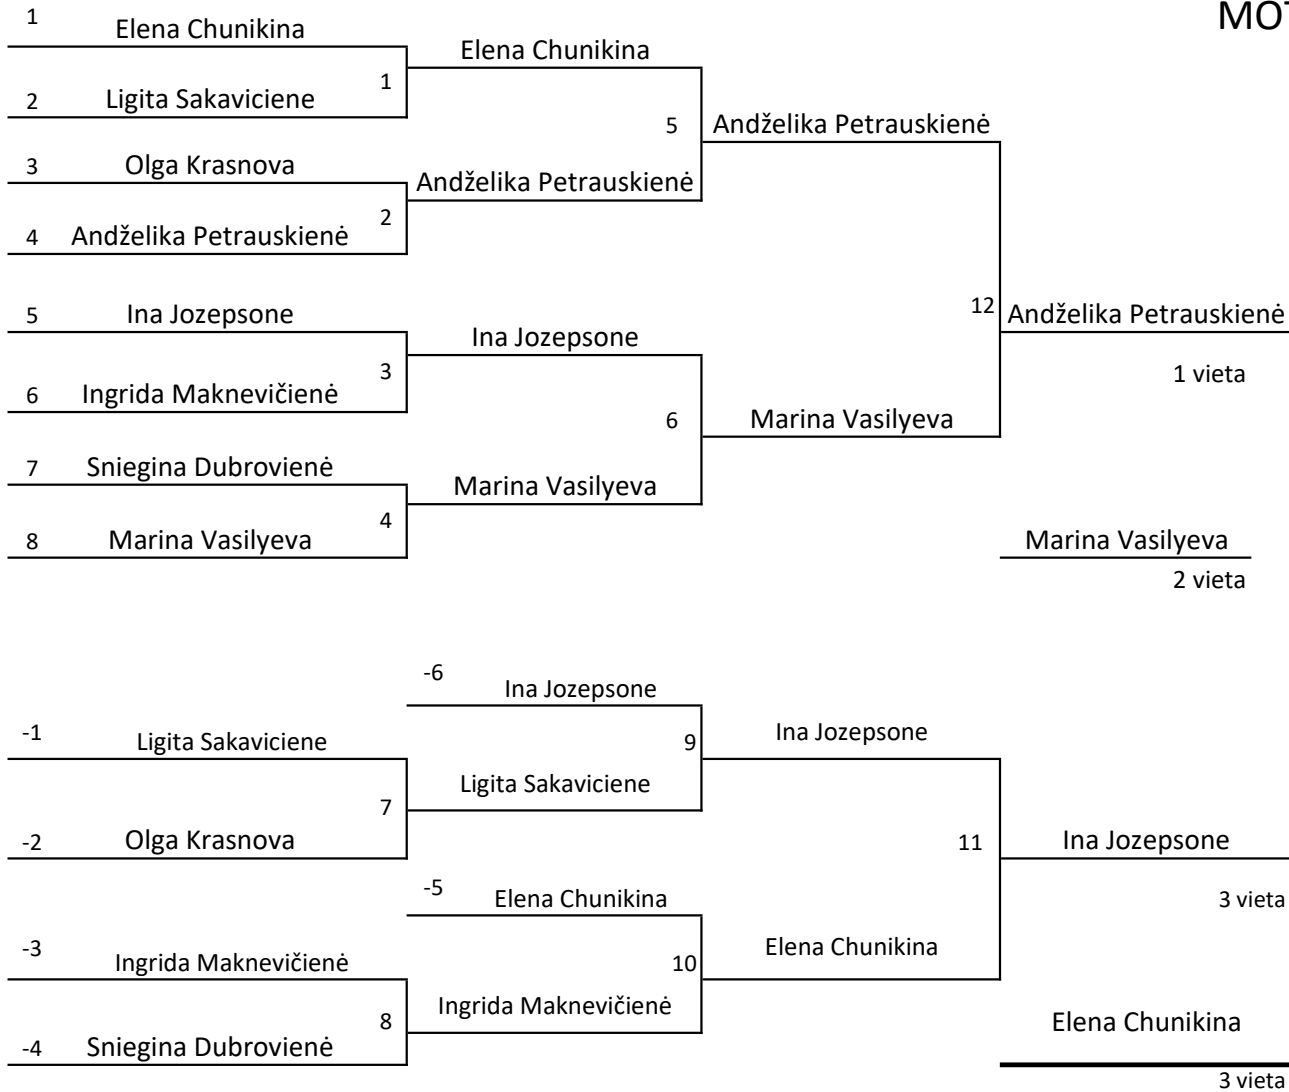 MOT
1 Elena Chunikina
Elena Chunikina
1
2 Ligita Sakaviciene
5 Andželika Petrauskienė
3 Olga Krasnova
Andželika Petrauskienė
2
4 Andželika Petrauskienė
12 Andželika Petrauskienė
5 Ina Jozepsone
Ina Jozepsone
3
1 vieta
6 Ingrida Maknevičienė
6 Marina Vasilyeva
7 Sniegina Dubrovienė
Marina Vasilyeva
4
8 Marina Vasilyeva
Marina Vasilyeva
2 vieta
-6 Ina Jozepsone
-1 Ligita Sakaviciene
9 Ina Jozepsone
Ligita Sakaviciene
7
-2 Olga Krasnova
11 Ina Jozepsone
-5 Elena Chunikina
3 vieta
-3 Ingrida Maknevičienė
10 Elena Chunikina
Ingrida Maknevičienė
8
-4 Sniegina Dubrovienė
Elena Chunikina
3 vieta